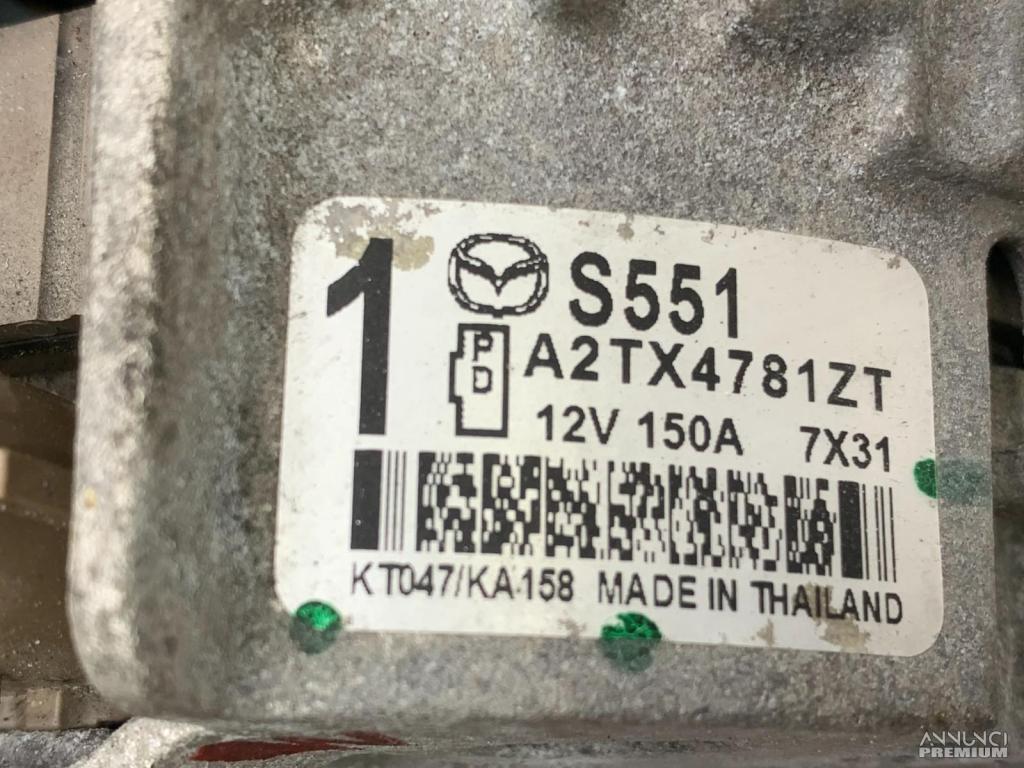 1
S551
P
D
A2TX4781ZT
12V 150A 7X31
KT047/KA158 MADE IN THAILAND
ANNUNCI
PREMIUM